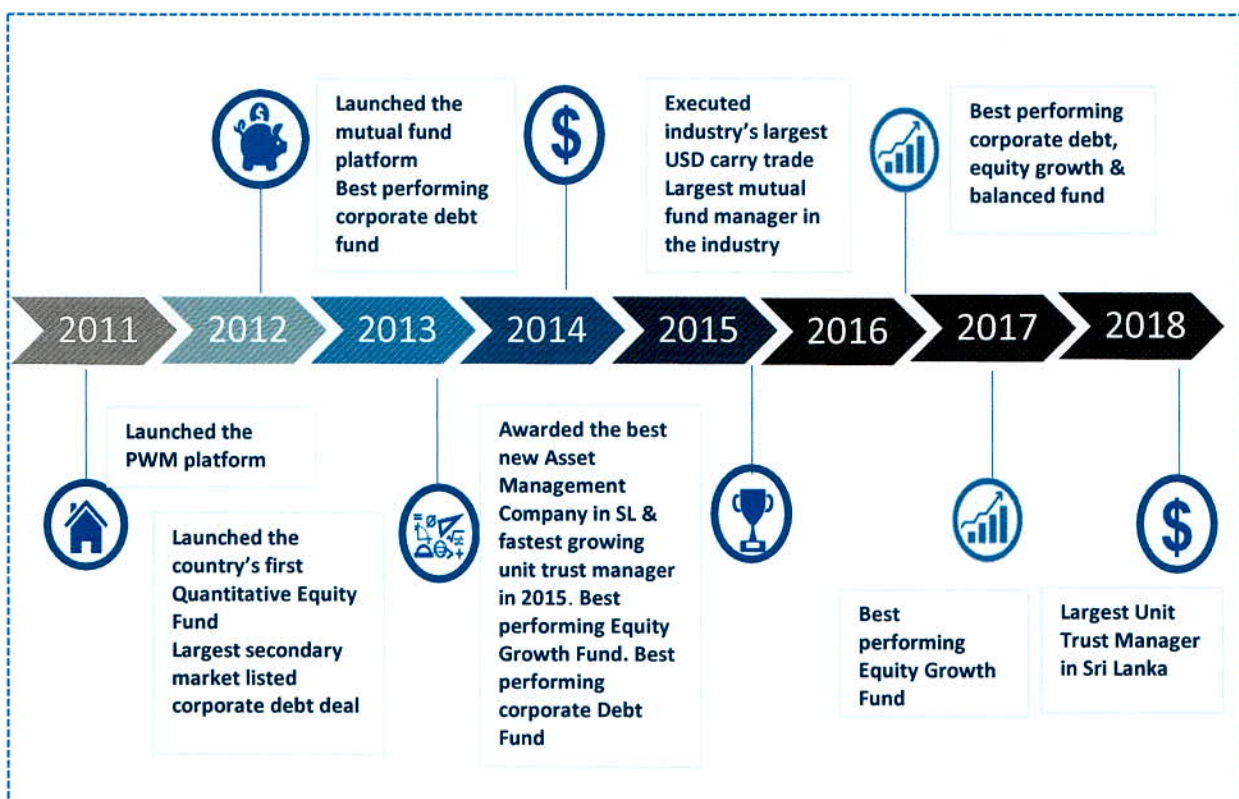 Launched the
mutual fund
platform
Best performing
corporate debt
fund
Executed
industry's largest
USD carry trade
Largest mutual
fund manager in
the industry
Best performing
corporate debt,
equity growth &
balanced fund
2011
2012
2013
2014
2015
2016
2017
2018
Launched the
PWM platform
Launched the
country's first
Quantitative Equity
Fund
Largest secondary
market listed
corporate debt deal
Awarded the best
new Asset
Management
Company in SL &
fastest growing
unit trust manager
in 2015. Best
performing Equity
Growth Fund. Best
performing
corporate Debt
Fund
Best
performing
Equity Growth
Fund
Largest Unit
Trust Manager
in Sri Lanka